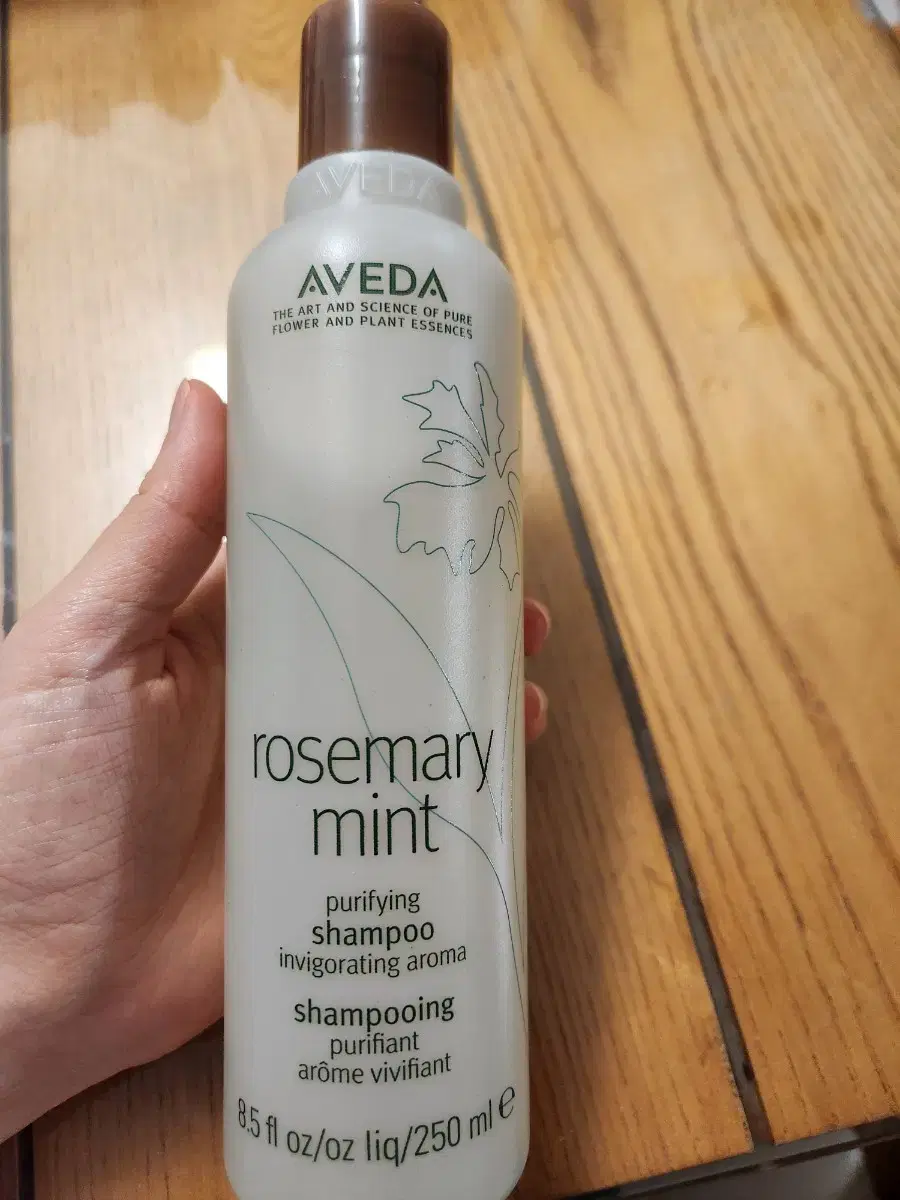 AVEDA
AVEDA
THE ART AND SCIENCE OF PURE
FLOWER AND PLANT ESSENCES
rosemary
mint
purifying
shampoo
invigorating aroma
shampooing
purifiant
arôme vivifiant
8.5 fl oz/oz liq/250 ml e